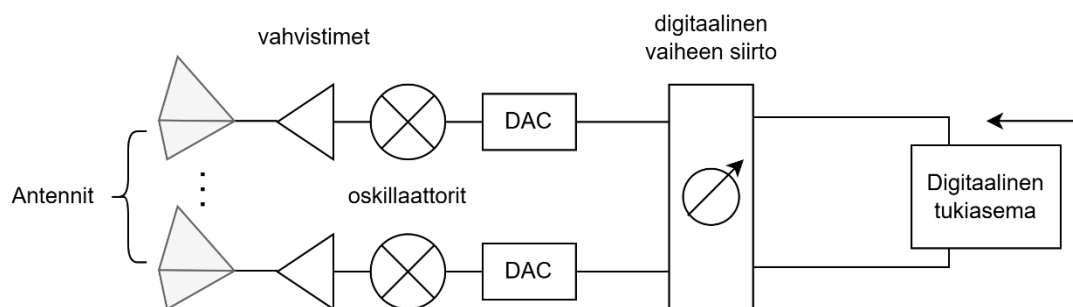 digitaalinen
vaiheen siirto
vahvistimet
DAC
Antennit
oskillaattorit
Digitaalinen
tukiasema
DAC